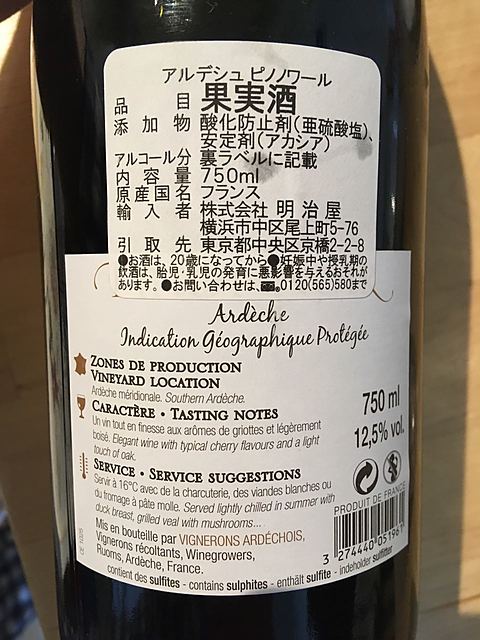 アルデシュ ピノノワール
品目 果実酒
添加物 酸化防止剤(亜硫酸塩)、
安定剤(アカシア)
アルコール分 裏ラベルに記載
内容量 750ml
原産国名 フランス
輸入者 株式会社 明治屋
横浜市中区尾上町5-76
引取先 東京都中央区京橋2-2-8
●お酒は、20歳になってから●妊娠中や授乳期の
飲酒は、胎児・乳児の発育に悪影響を与えるおそれが
あります。●お問い合わせは、☎0120(565)580まで
Ardèche
Indication Géographique Protégée
ZONES DE PRODUCTION
VINEYARD LOCATION
Ardèche méridionale. Southern Ardèche.
CARACTÈRE • TASTING NOTES
Un vin tout en finesse aux arômes de griottes et légèrement
boisé. Elegant wine with typical cherry flavours and a light
touch of oak.
SERVICE • SERVICE SUGGESTIONS
Servir à 16°C avec de la charcuterie, des viandes blanches ou
du fromage à pâte molle. Served lightly chilled in summer with
duck breast, grilled veal with mushrooms...
Mis en bouteille par VIGNERONS ARDÉCHOIS,
Vignerons récoltants, Winegrowers,
Ruoms, Ardèche, France.
contient des sulfites - contains sulphites - enthält sulfite - indeholder sulfitter
750 ml
12,5% vol.
PRODUIT DE FRANCE
3 274440 051961